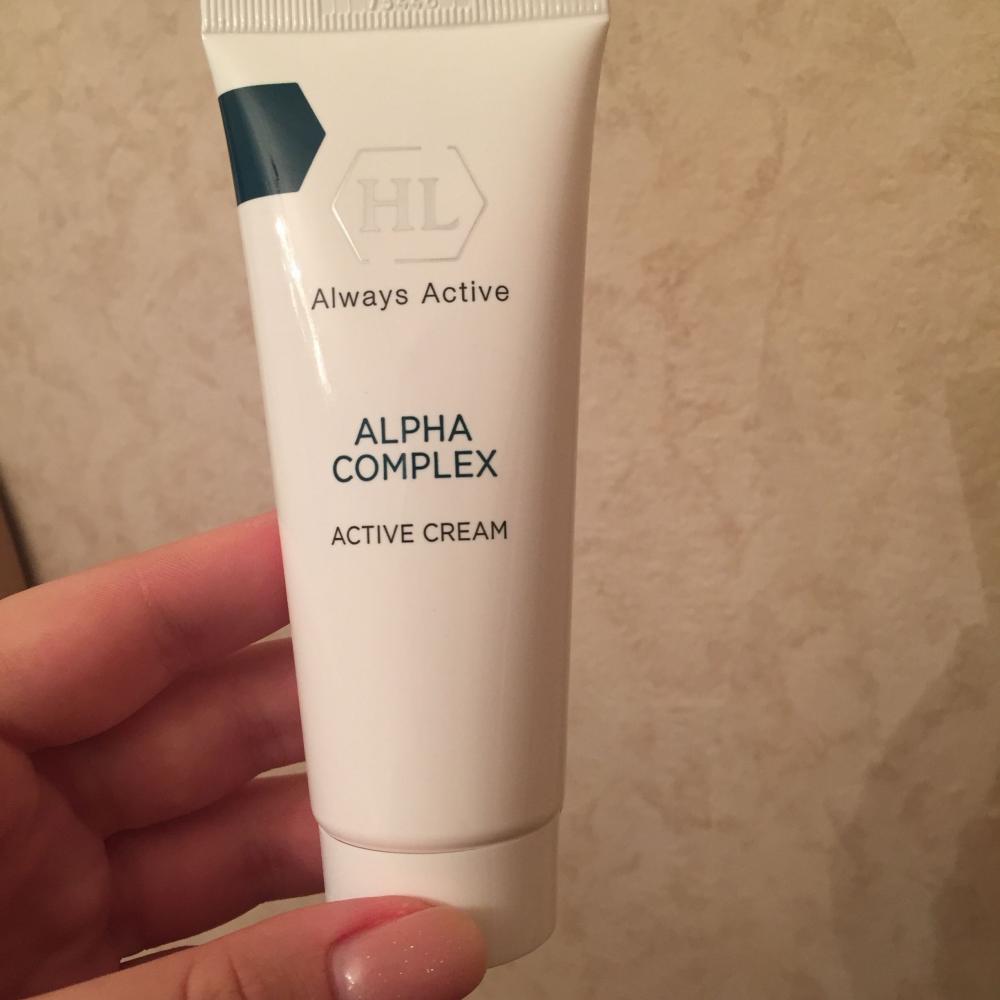 HL
Always Active
ALPHA
COMPLEX
ACTIVE CREAM